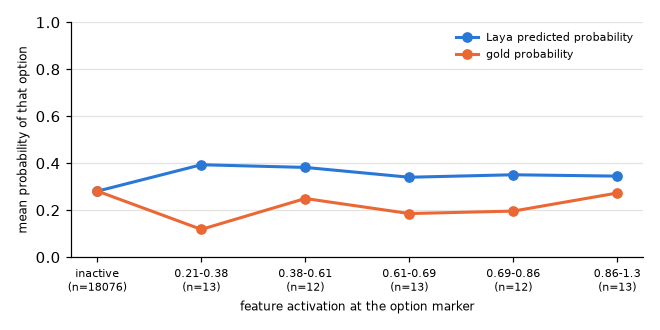 1.0
0.8
0.6
0.4
0.2
0.0
mean probability of that option
Laya predicted probability
gold probability
inactive
(n=18076)
0.21-0.38
(n=13)
0.38-0.61
(n=12)
0.61-0.69
(n=13)
0.69-0.86
(n=12)
0.86-1.3
(n=13)
feature activation at the option marker